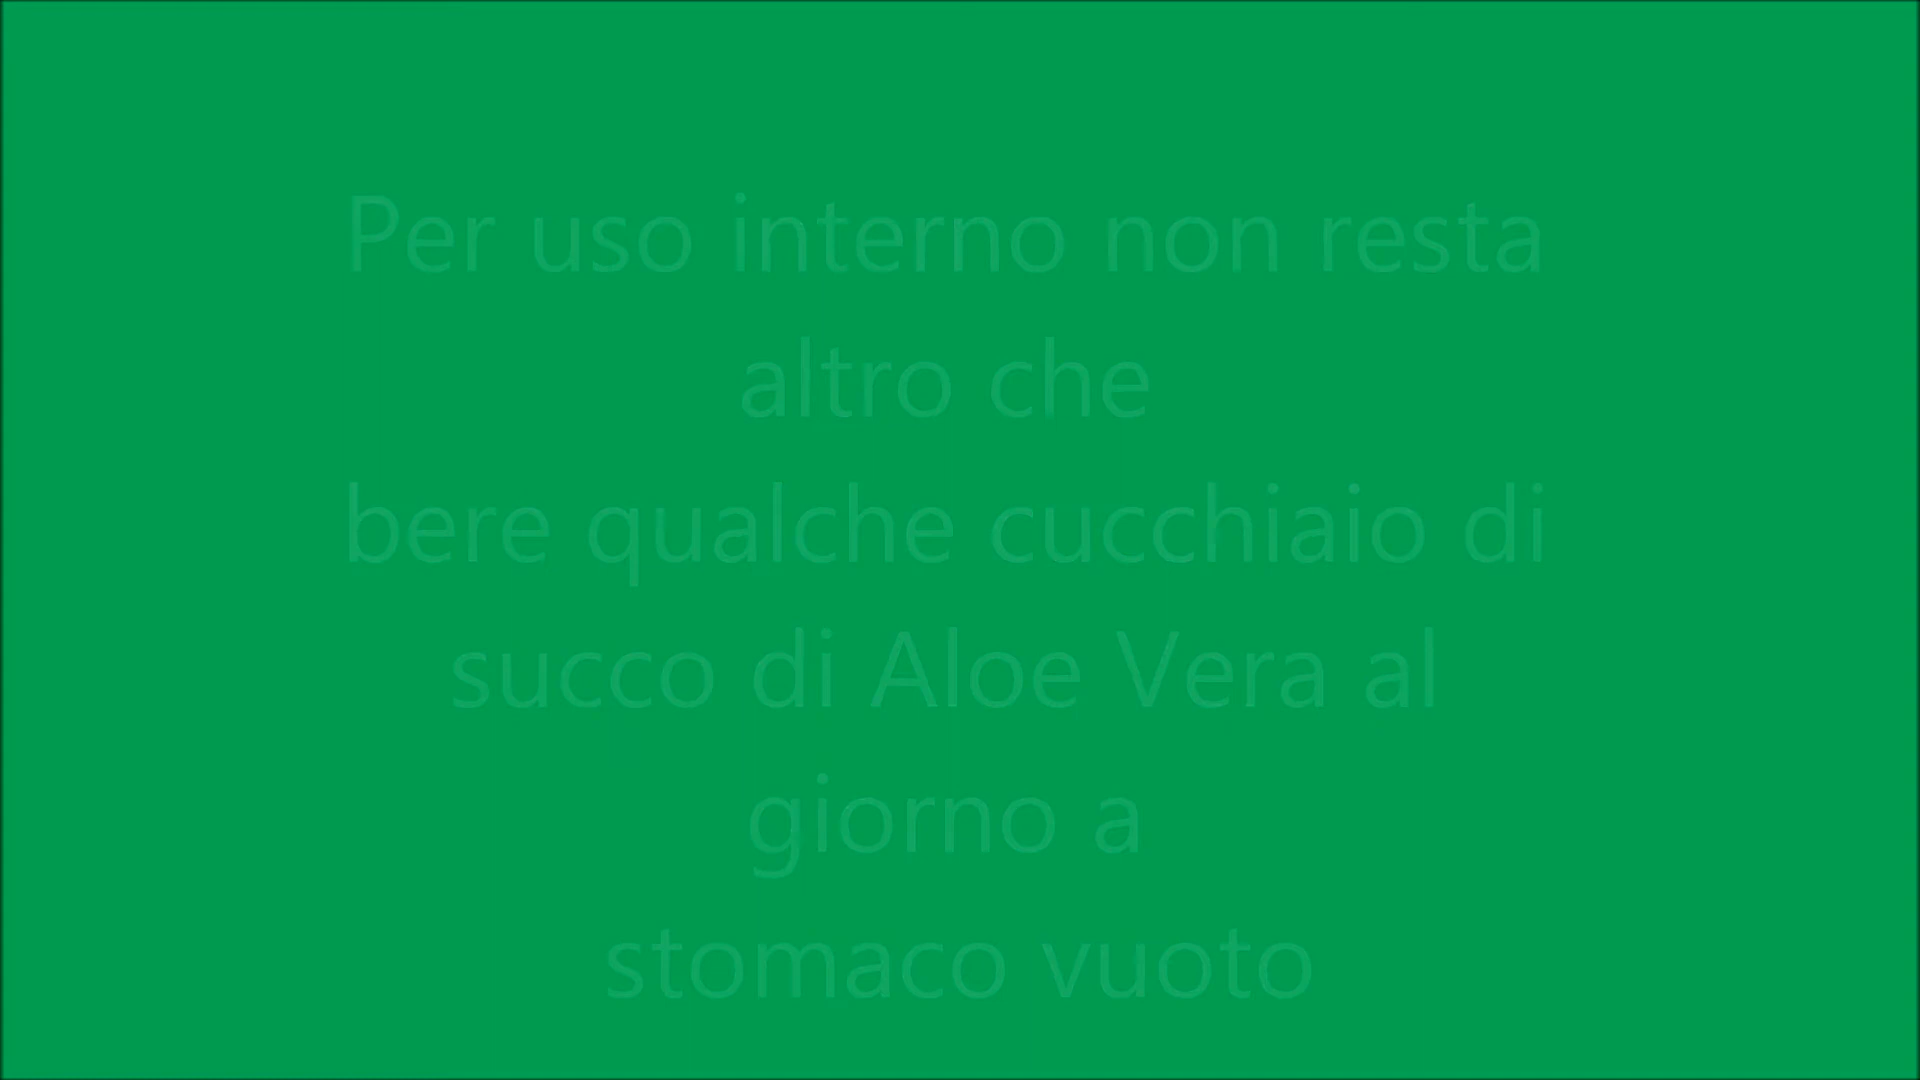 Per uso interno non resta
altro che
bere qualche cucchiaio di
succo di Aloe Vera al
giorno a
stomaco vuoto